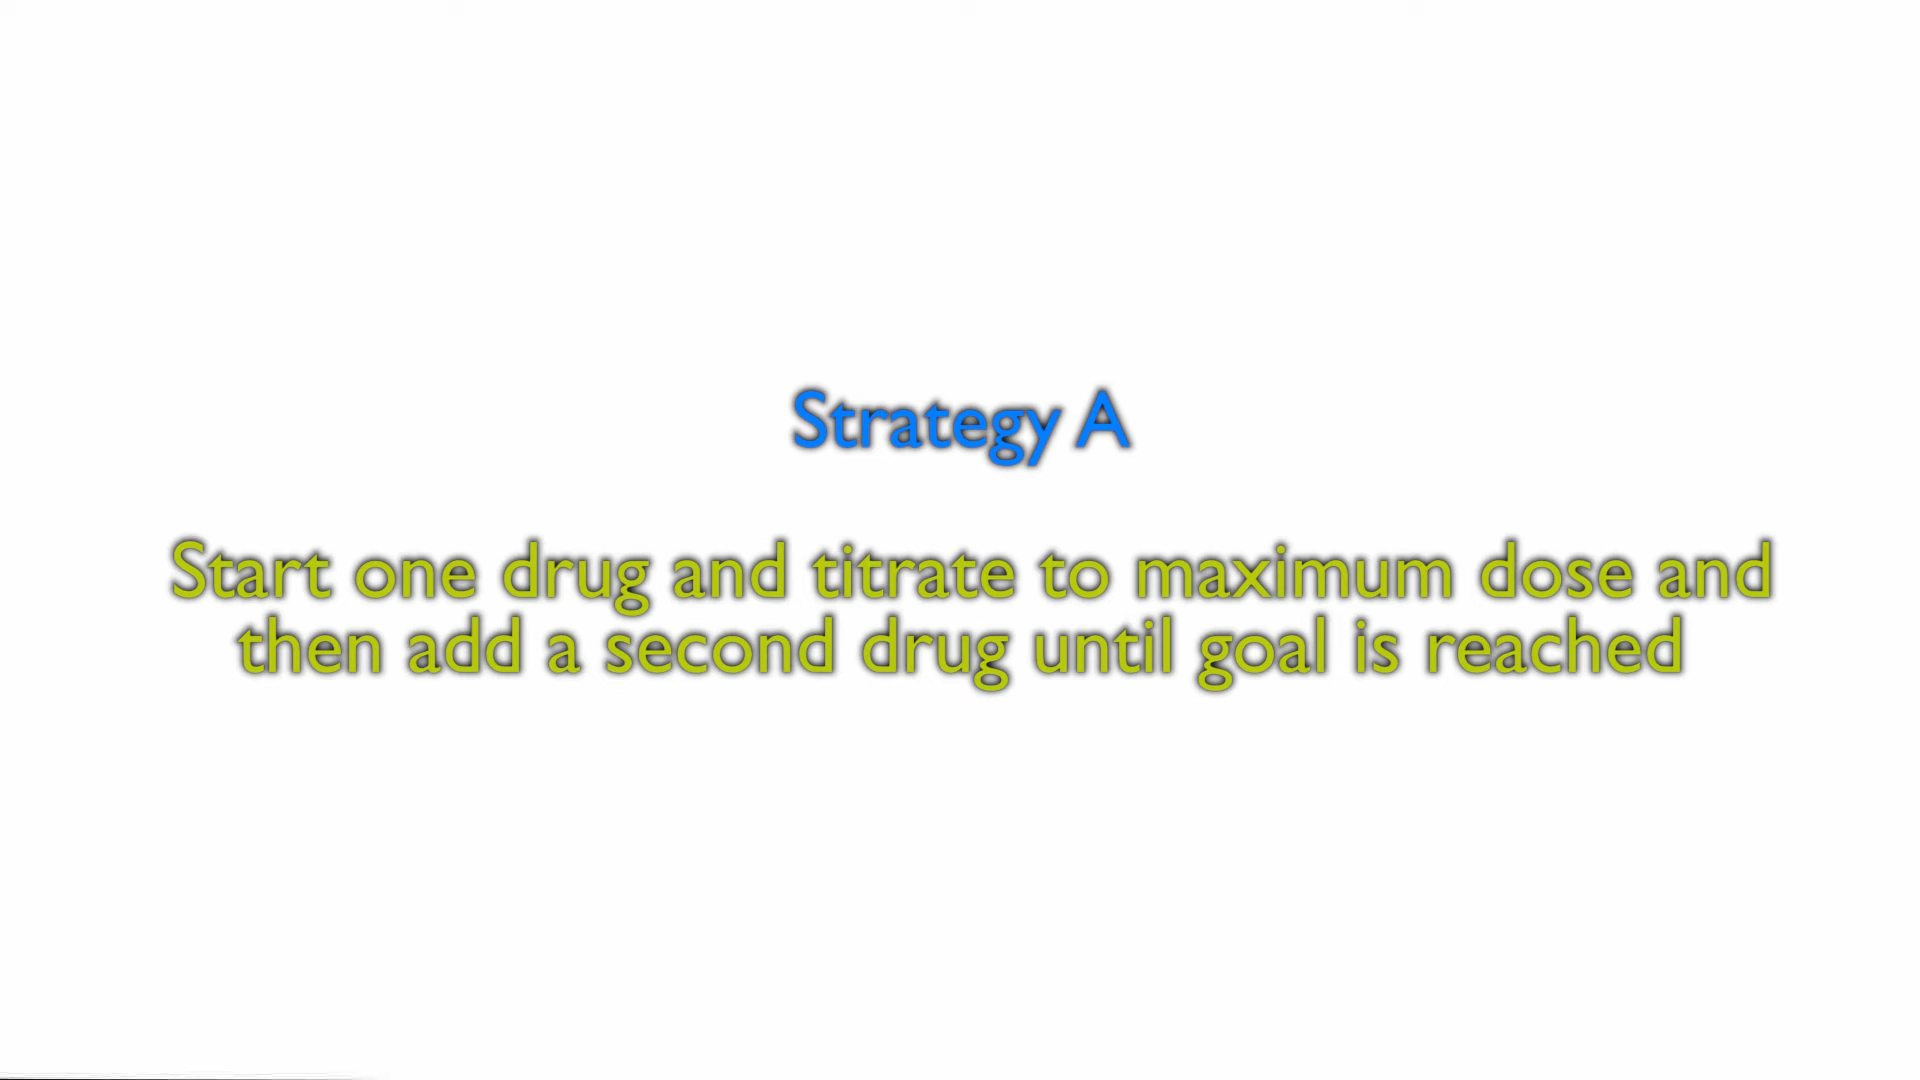 Strategy A
Start one drug and titrate to maximum dose and
then add a second drug until goal is reached